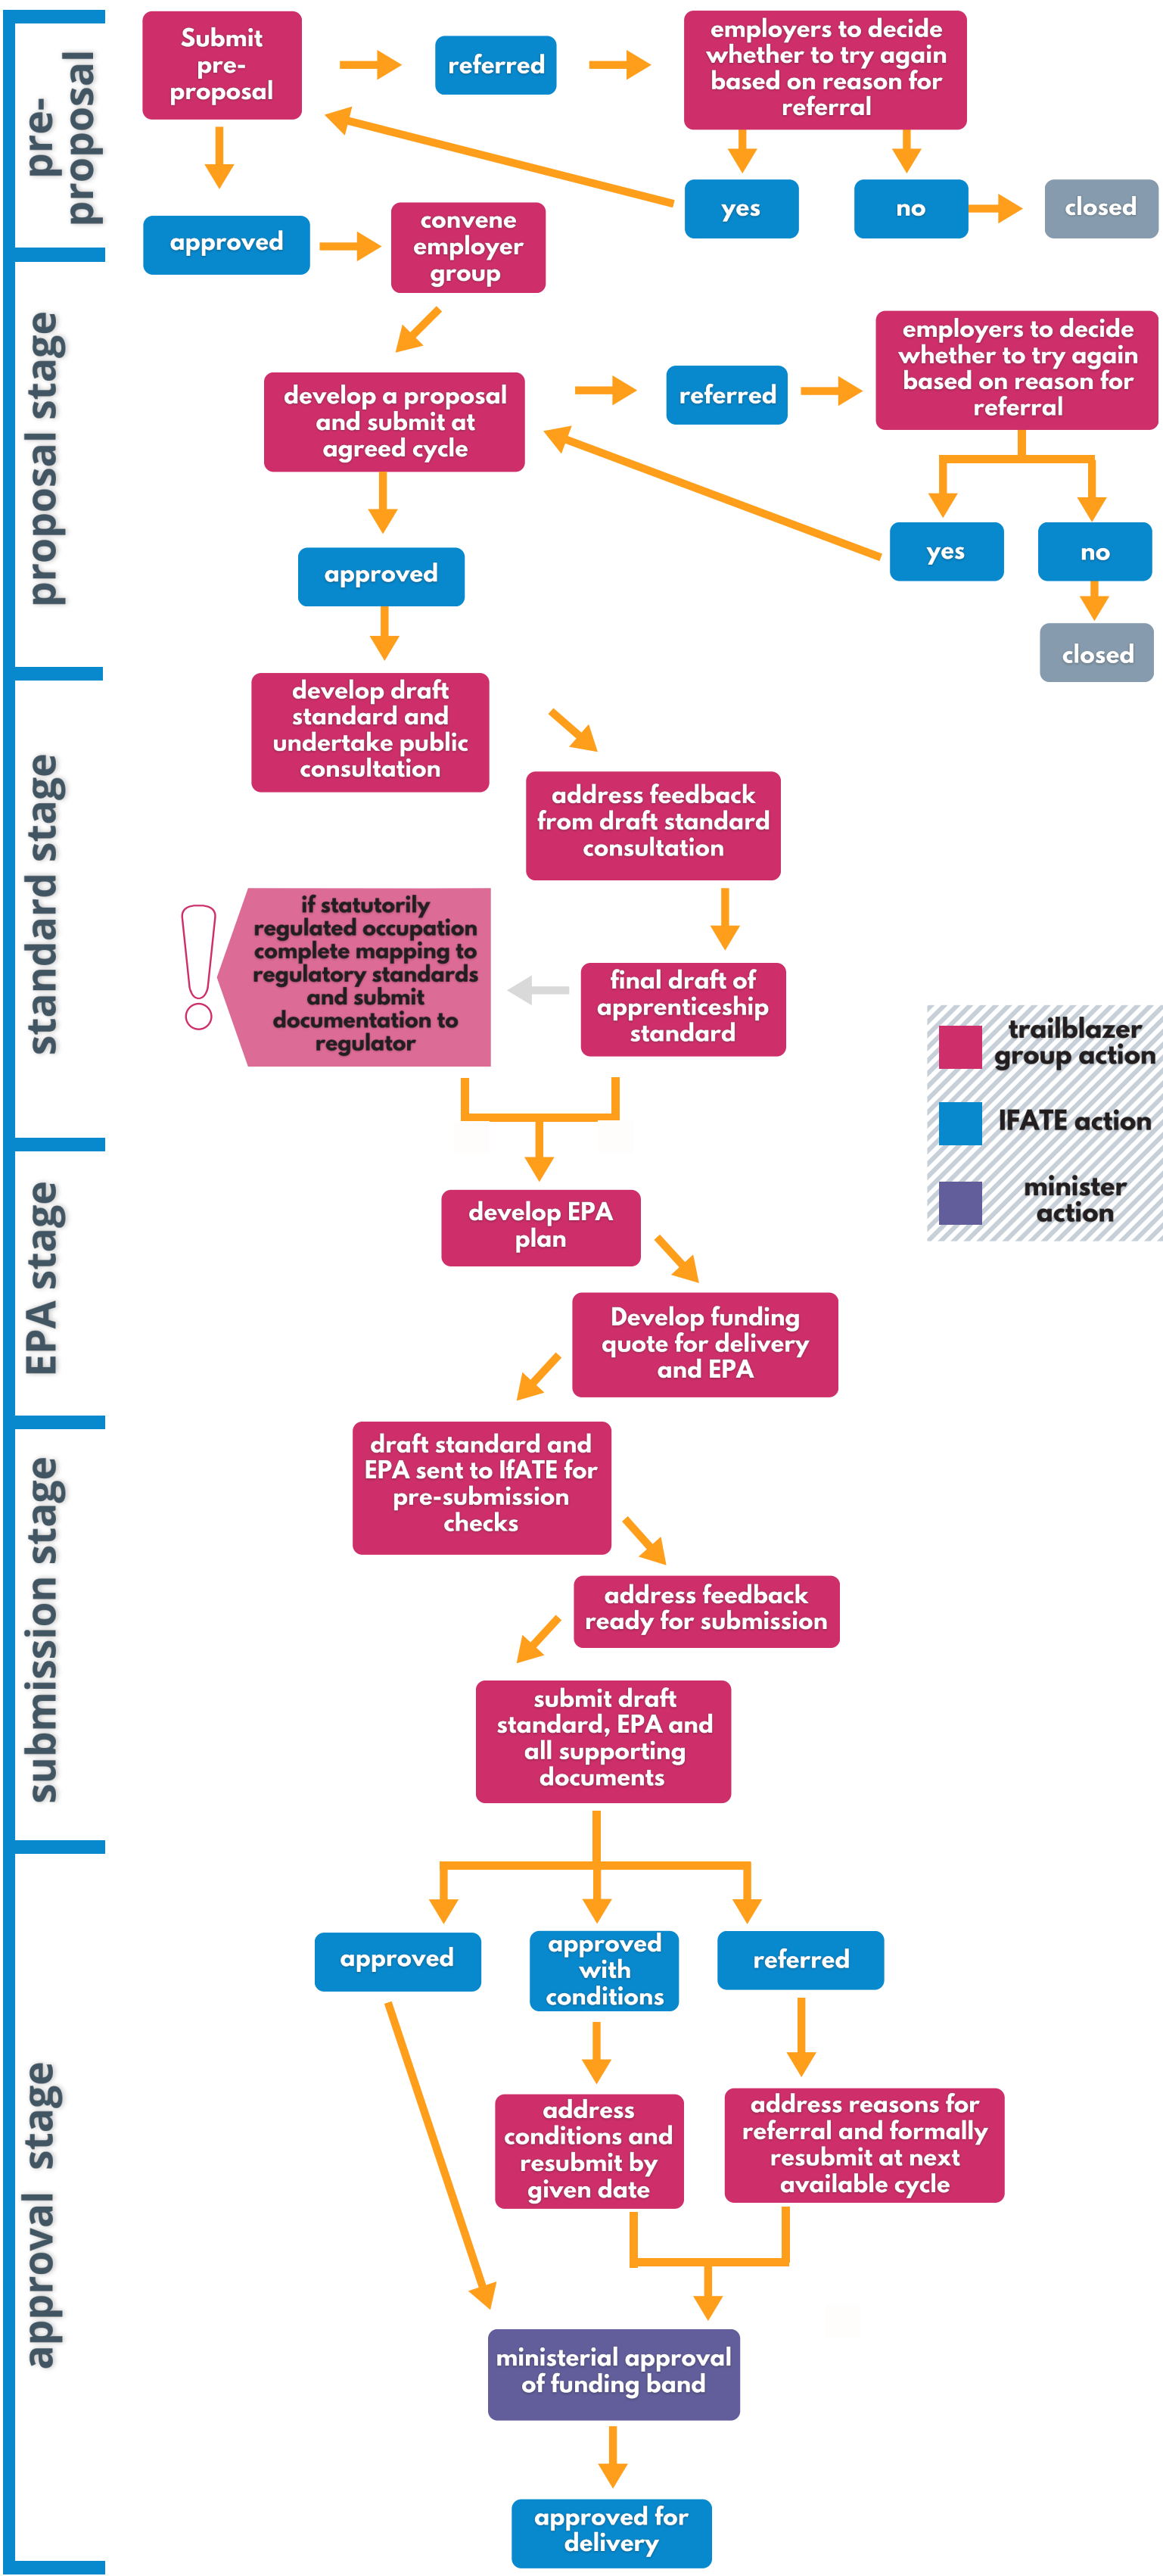 pre-
proposal
Submit
pre-
proposal
referred
employers to decide
whether to try again
based on reason for
referral
yes
no
closed
approved
convene
employer
group
proposal stage
develop a proposal
and submit at
agreed cycle
referred
employers to decide
whether to try again
based on reason for
referral
yes
no
closed
approved
standard stage
develop draft
standard and
undertake public
consultation
address feedback
from draft standard
consultation
if statutorily
regulated occupation
complete mapping to
regulatory standards
and submit
documentation to
regulator
final draft of
apprenticeship
standard
trailblazer
group action
IFATE action
minister
action
EPA stage
develop EPA
plan
Develop funding
quote for delivery
and EPA
submission stage
draft standard and
EPA sent to IfATE for
pre-submission
checks
address feedback
ready for submission
submit draft
standard, EPA and
all supporting
documents
approval stage
approved
approved
with
conditions
referred
address
conditions and
resubmit by
given date
address reasons for
referral and formally
resubmit at next
available cycle
ministerial approval
of funding band
approved for
delivery